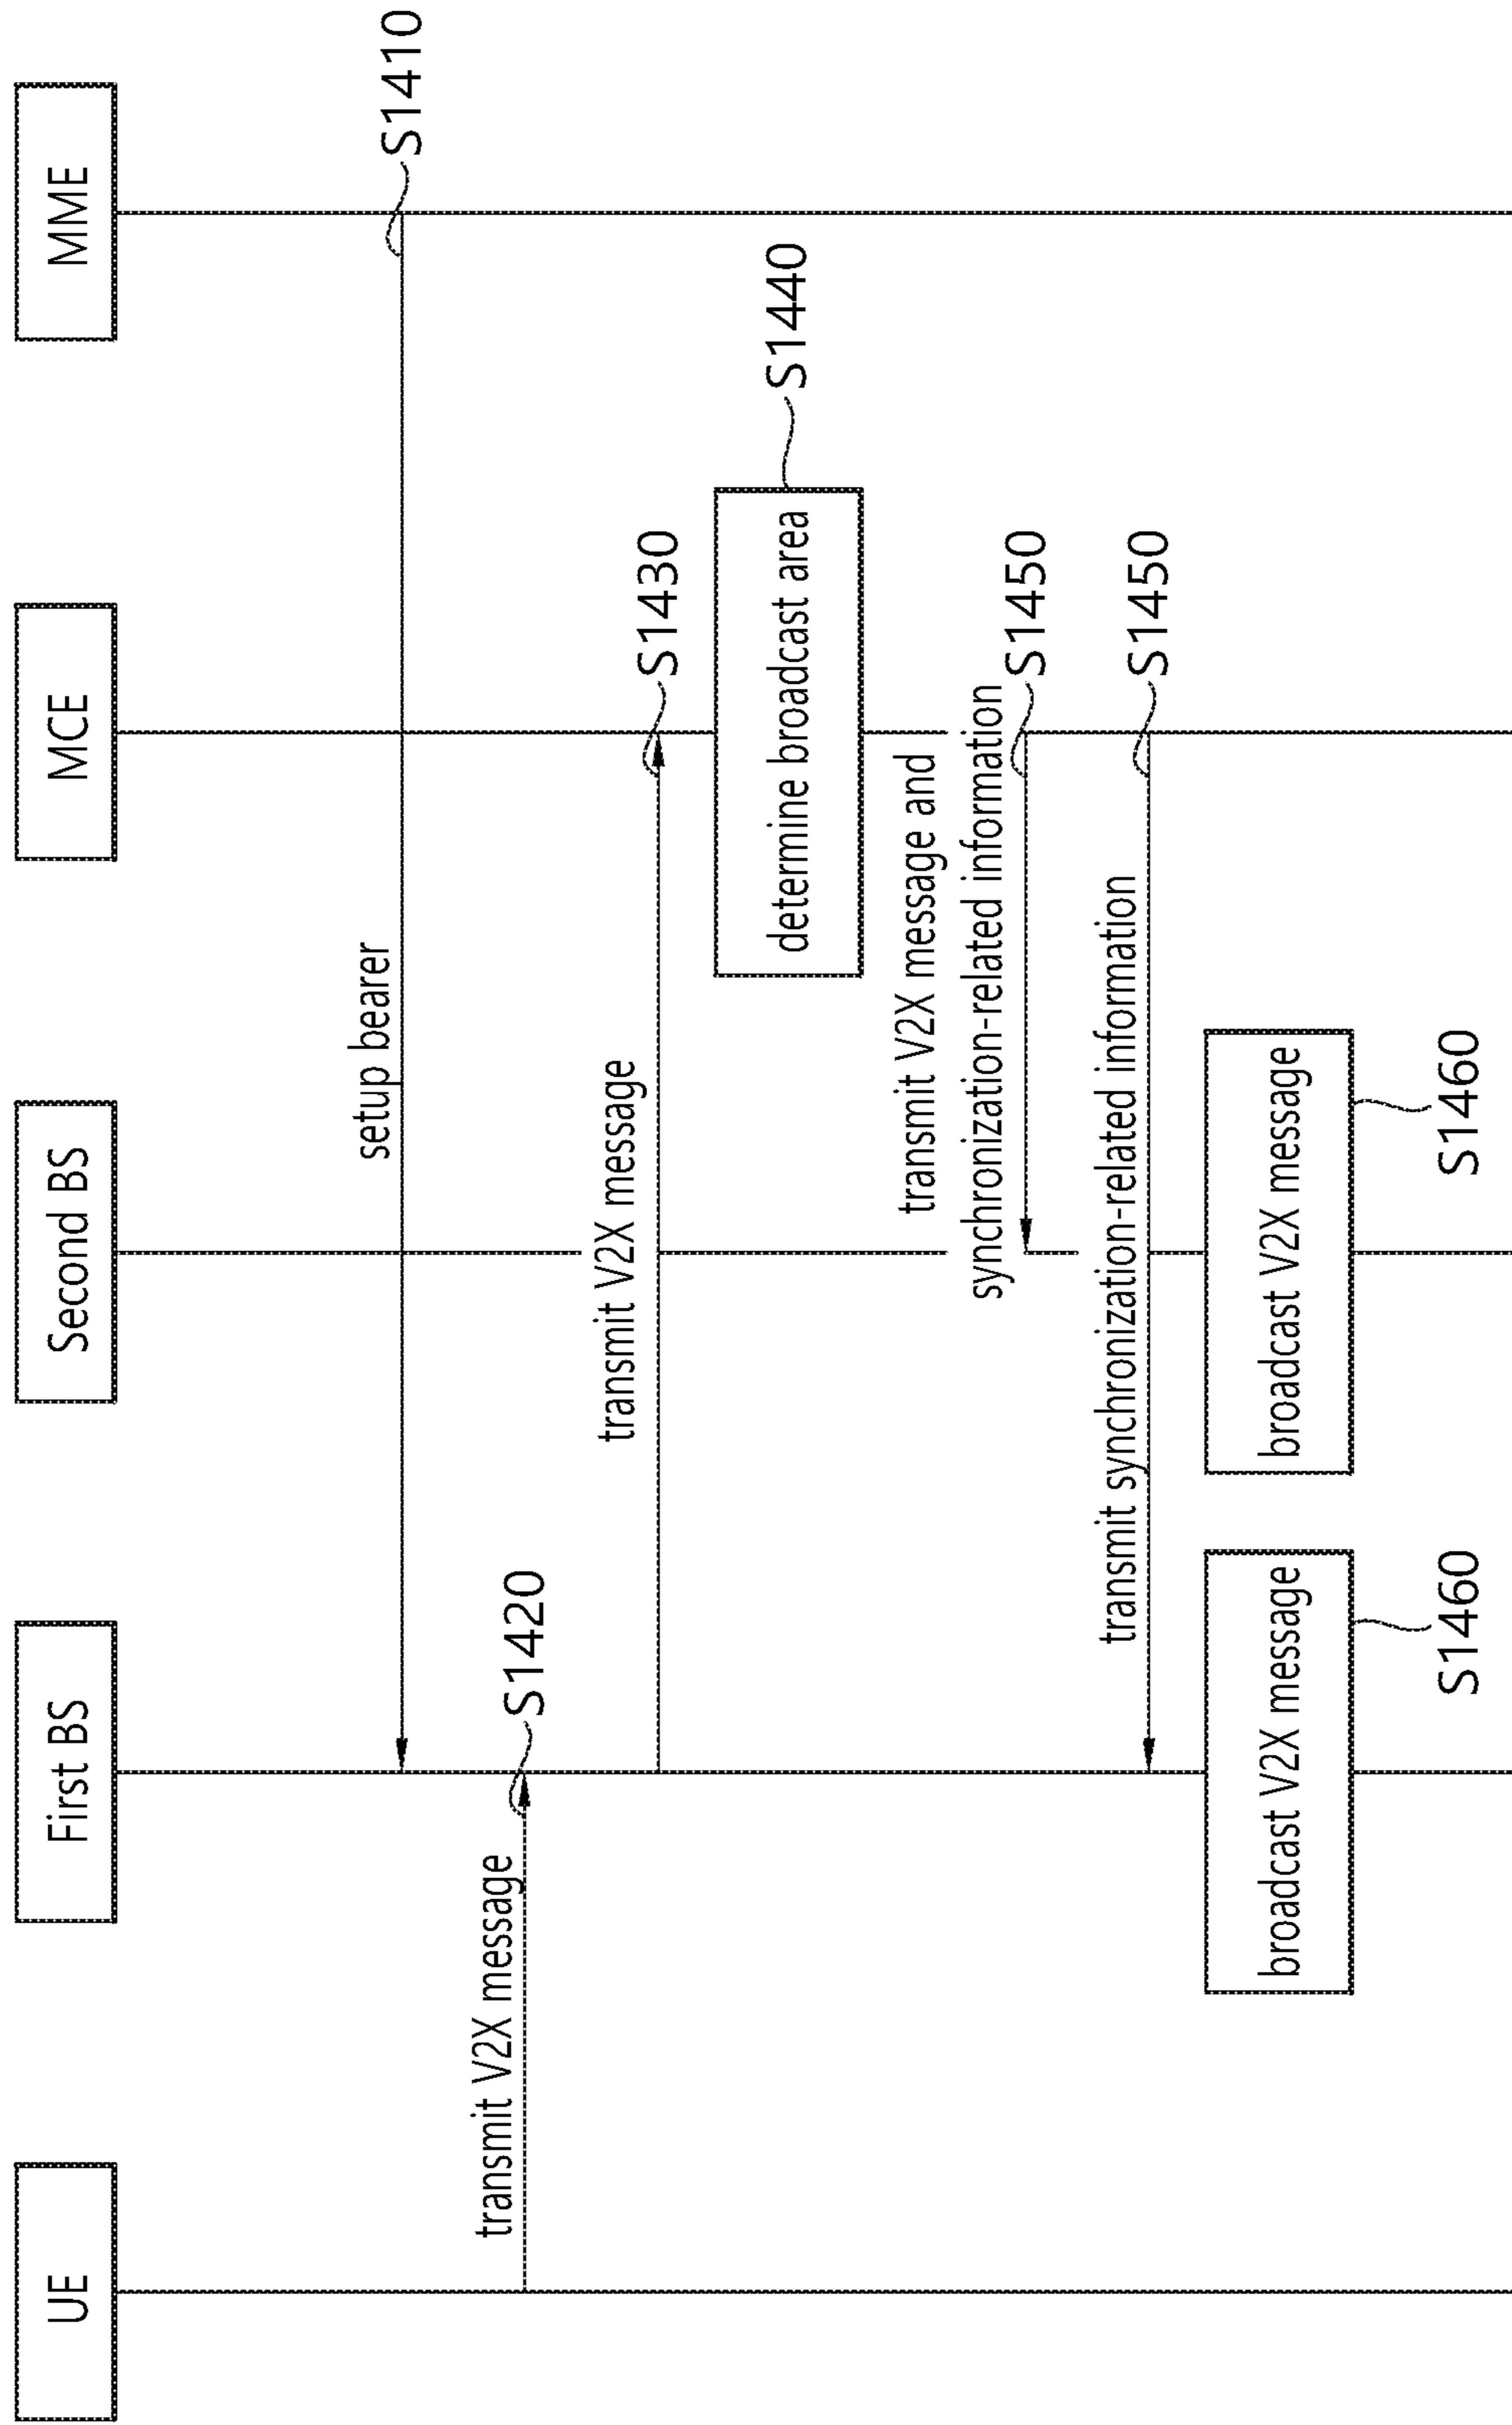 UE
First BS
Second BS
MCE
MME
setup bearer
S1410
transmit V2X message
S1420
transmit V2X message
S1430
determine broadcast area
S1440
transmit V2X message and
synchronization-related information
S1450
transmit synchronization-related information
S1450
broadcast V2X message
broadcast V2X message
S1460
S1460